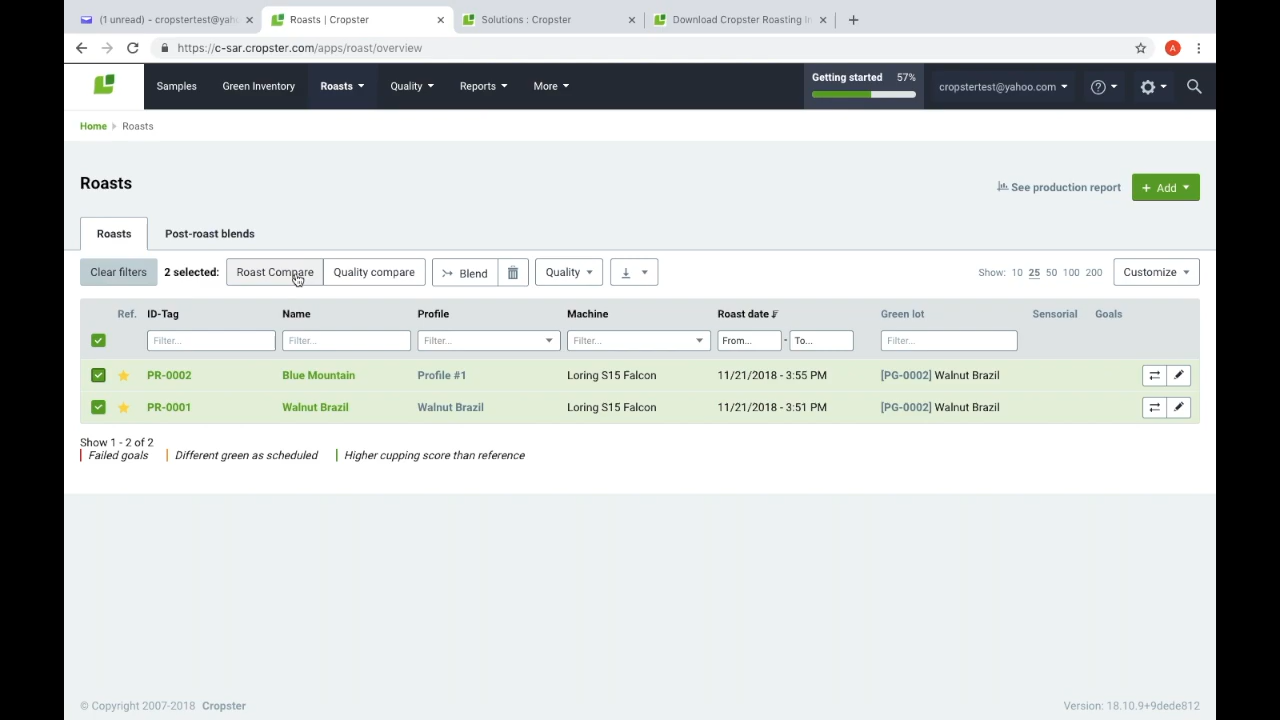 (1 unread) - cropstertest@yaho
Roasts | Cropster
Solutions : Cropster
Download Cropster Roasting In
https://c-sar.cropster.com/apps/roast/overview
A
Samples
Green Inventory
Roasts
Quality
Reports
More
Getting started 57%
cropstertest@yahoo.com
Home
Roasts
Roasts
See production report
+ Add
Roasts
Post-roast blends
Clear filters
2 selected:
Roast Compare
Quality compare
Blend
Quality
Show: 10 25 50 100 200
Customize
Ref. ID-Tag Name Profile Machine Roast date Green lot Sensorial Goals
Filter... Filter... Filter... Filter... From... - To... Filter...
PR-0002 Blue Mountain Profile #1 Loring S15 Falcon 11/21/2018 - 3:55 PM [PG-0002] Walnut Brazil
PR-0001 Walnut Brazil Walnut Brazil Loring S15 Falcon 11/21/2018 - 3:51 PM [PG-0002] Walnut Brazil
Show 1 - 2 of 2
Failed goals Different green as scheduled Higher cupping score than reference
© Copyright 2007-2018 Cropster
Version: 18.10.9+9dede812